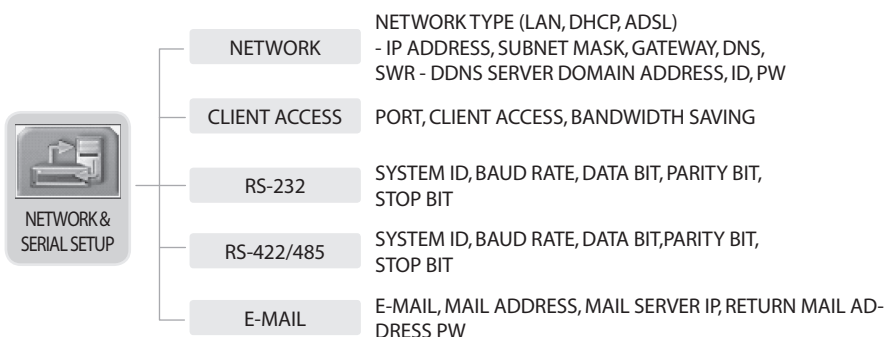 NETWORK & 
SERIAL SETUP
NETWORK
NETWORK TYPE (LAN, DHCP, ADSL)
- IP ADDRESS, SUBNET MASK, GATEWAY, DNS,
SWR - DDNS SERVER DOMAIN ADDRESS, ID, PW
CLIENT ACCESS
PORT, CLIENT ACCESS, BANDWIDTH SAVING
RS-232
SYSTEM ID, BAUD RATE, DATA BIT, PARITY BIT,
STOP BIT
RS-422/485
SYSTEM ID, BAUD RATE, DATA BIT,PARITY BIT,
STOP BIT
E-MAIL
E-MAIL, MAIL ADDRESS, MAIL SERVER IP, RETURN MAIL AD-
DRESS PW